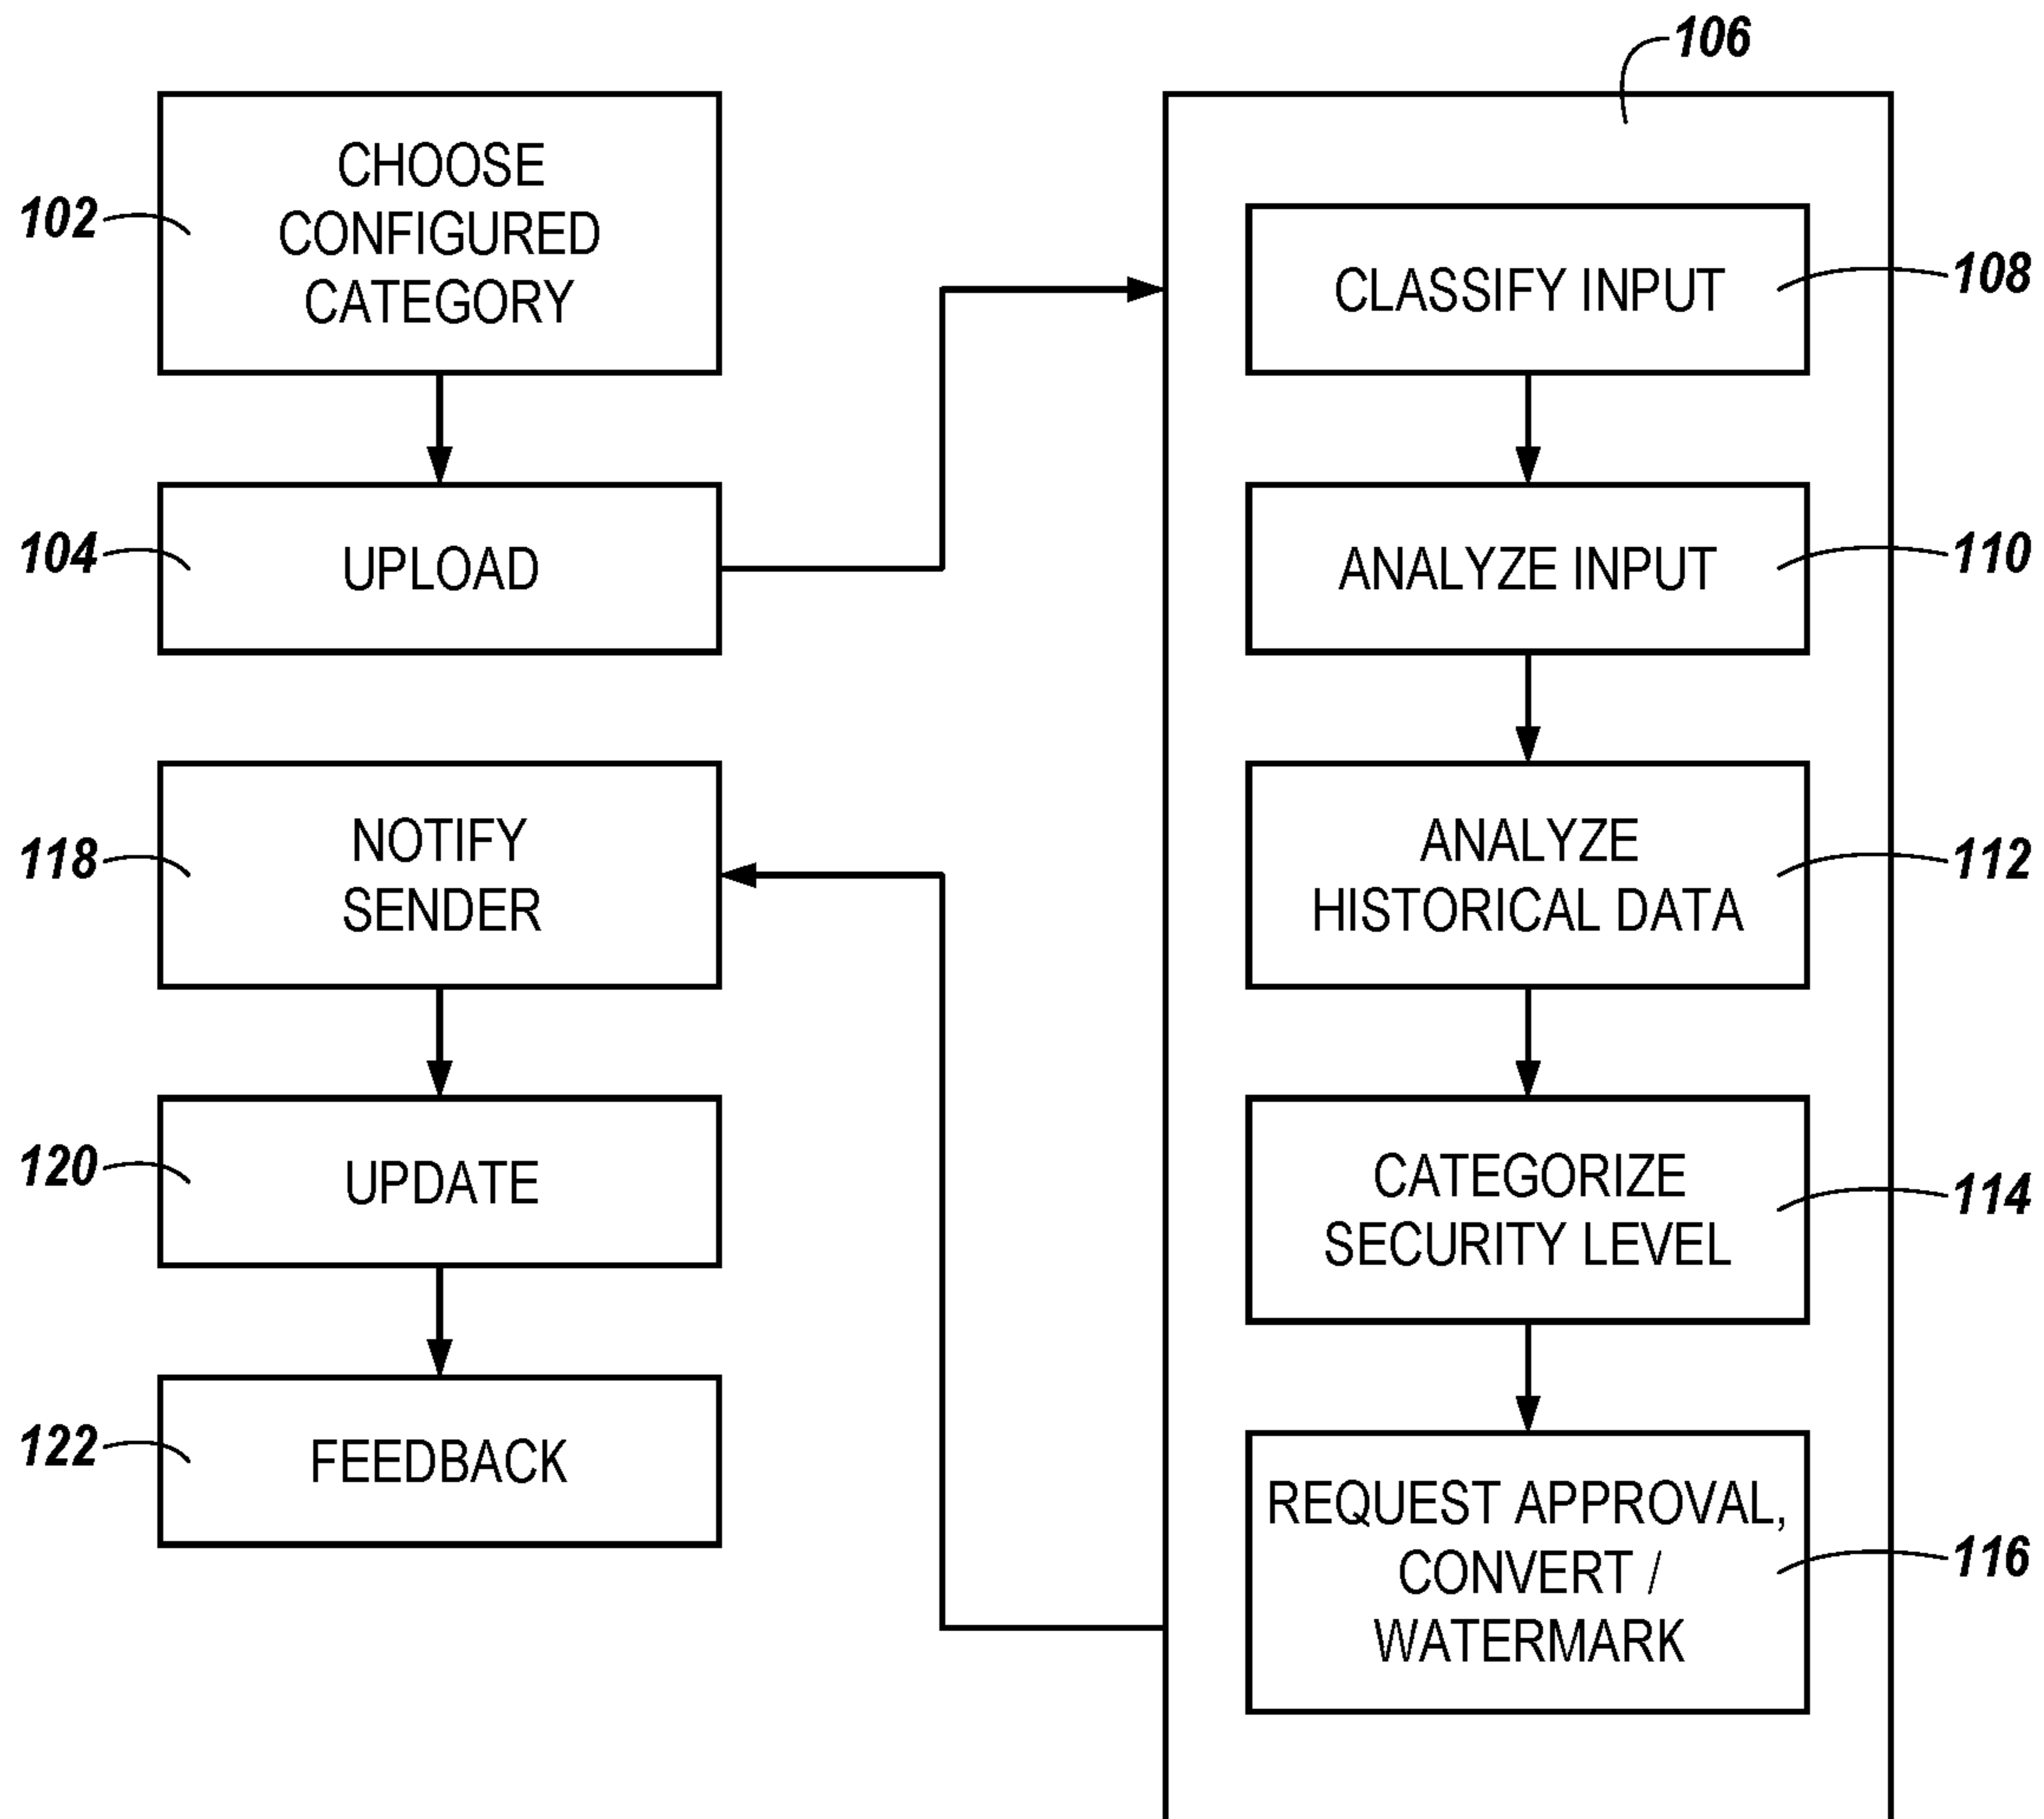 106
102
CHOOSE
CONFIGURED
CATEGORY
104
UPLOAD
CLASSIFY INPUT
108
ANALYZE INPUT
110
ANALYZE
HISTORICAL DATA
112
CATEGORIZE
SECURITY LEVEL
114
REQUEST APPROVAL,
CONVERT /
WATERMARK
116
118
NOTIFY
SENDER
120
UPDATE
122
FEEDBACK